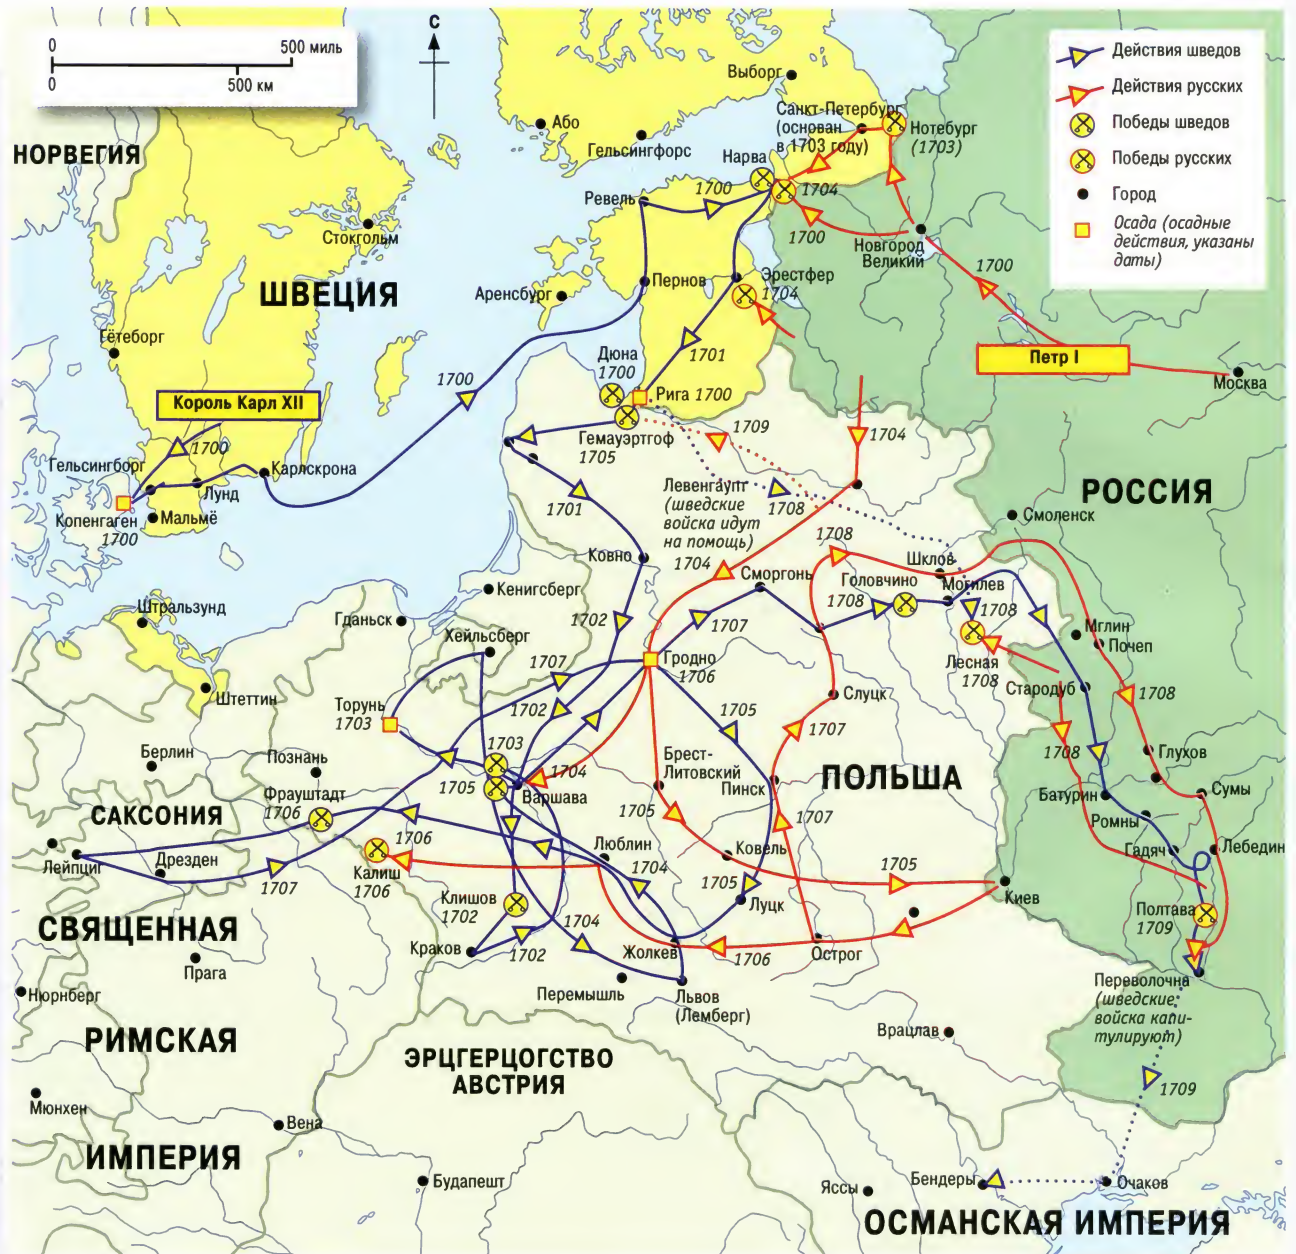 0 500 миль
0 500 км
С
Действия шведов
Действия русских
Победы шведов
Победы русских
Город
Осада (осадные
действия, указаны
даты)
НОРВЕГИЯ
Выборг
Або
Гельсингфорс
Санкт-Петербург
(основан
в 1703 году)
Нотебург
(1703)
Нарва
1704
1700
Ревель
1700
Новгород
Великий
1700
Стокгольм
ШВЕЦИЯ
Аренсбург
Пернов
Эрестфер
1704
Гётеборг
1701
Дюна
1700
Петр I
Москва
Король Карл XII
1700
1700
Рига 1700
Гемауэртгоф
1705
1709
1704
Гельсингборг
Карлскрона
Лунд
Копенгаген
1700
Мальмё
1701
Левенгаупт
(шведские
войска идут
на помощь)
1708
РОССИЯ
Смоленск
1708
Ковно
1704
Сморгонь
Шклов
Головчино
1708
Могилев
1708
Кенигсберг
Штральзунд
Гданьск
Хейльсберг
1702
1707
Мглин
Почеп
Лесная
1708
Гродно
1706
1707
Штеттин
Торунь
1703
1702
1705
Слуцк
Стародуб
1708
1707
1708
Глухов
Берлин
Познань
1703
1705
1704
Варшава
Брест-
Литовский
Пинск
ПОЛЬША
Батурин
Сумы
САКСОНИЯ
Фрауштадт
1706
1706
1705
1707
Ромны
Гадяч
Лебедин
Лейпциг
Дрезден
1707
Калиш
1706
Люблин
1704
Ковель
1705
1705
Луцк
Киев
Клишов
1702
Полтава
1709
СВЯЩЕННАЯ
Краков
1702
1704
Жолкев
1706
Острог
Прага
Нюрнберг
Перемышль
Львов
(Лемберг)
Переволочна
(шведские
войска капи-
тулируют)
РИМСКАЯ
ЭРЦГЕРЦОГСТВО
АВСТРИЯ
Врацлав
1709
Мюнхен
Вена
ИМПЕРИЯ
Будапешт
Яссы
Бендеры
Очаков
ОСМАНСКАЯ ИМПЕРИЯ